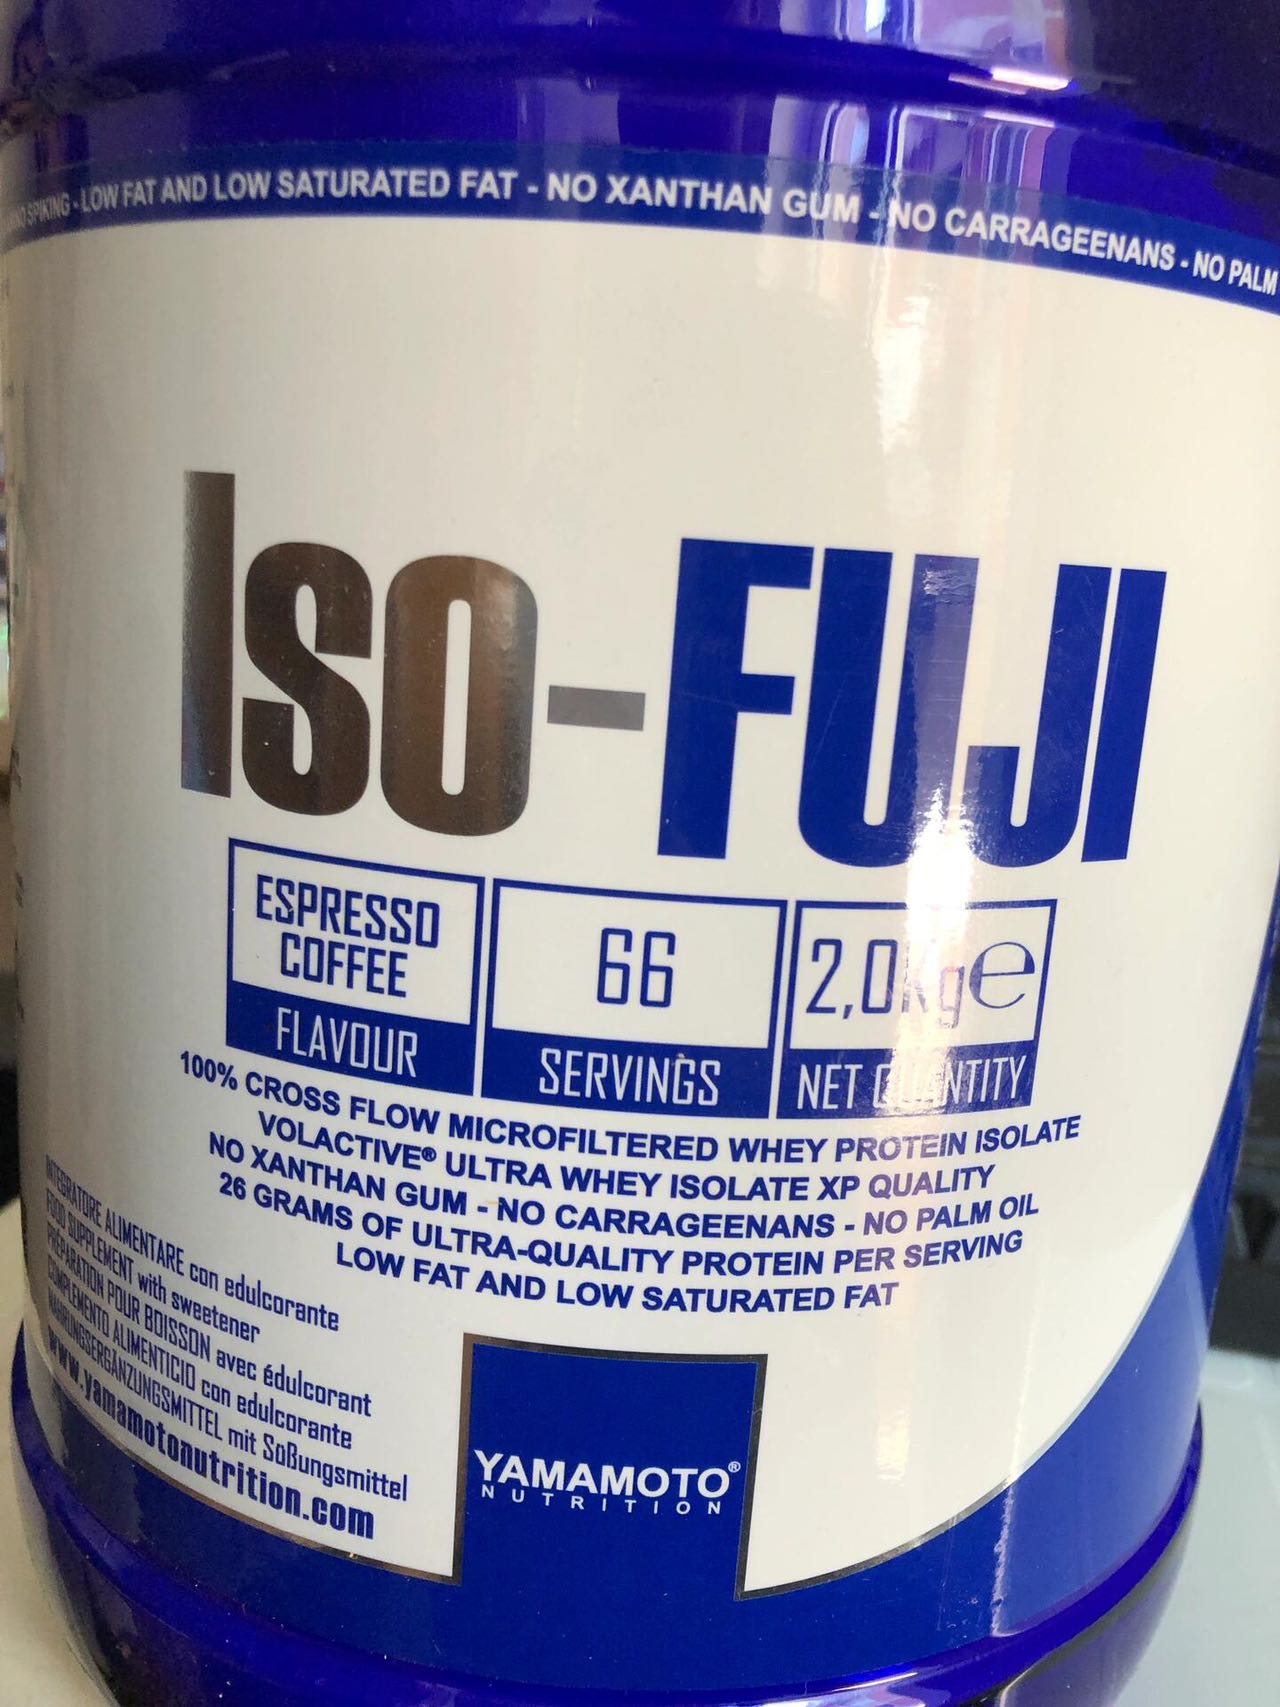 SPIKING - LOW FAT AND LOW SATURATED FAT - NO XANTHAN GUM - NO CARRAGEENANS - NO PALM
Iso-FUJI
ESPRESSO
COFFEE
FLAVOUR
66
SERVINGS
2,0Kg℮
NET QUANTITY
100% CROSS FLOW MICROFILTERED WHEY PROTEIN ISOLATE
VOLACTIVE® ULTRA WHEY ISOLATE XP QUALITY
NO XANTHAN GUM - NO CARRAGEENANS - NO PALM OIL
26 GRAMS OF ULTRA-QUALITY PROTEIN PER SERVING
LOW FAT AND LOW SATURATED FAT
INTEGRATORE ALIMENTARE con edulcorante
FOOD SUPPLEMENT with sweetener
PRÉPARATION POUR BOISSON avec édulcorant
COMPLEMENTO ALIMENTICIO con edulcorante
NAHRUNGSERGÄNZUNGSMITTEL mit Soßungsmittel
www.yamamotonutrition.com
YAMAMOTO®
NUTRITION